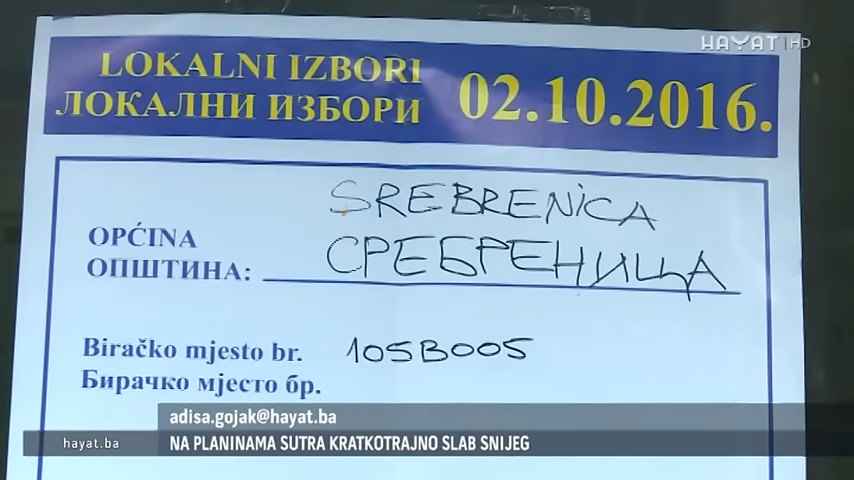 HAYAT HD
LOKALNI IZBORI
ЛОКАЛНИ ИЗБОРИ
02.10.2016.
SREBRENiCA
OPĆINA
СРЕБРЕНИЦА
ОПШТИНА:
Biračko mjesto br. 105B005
Бирачко мјесто бр.
adisa.gojak@hayat.ba
hayat.ba NA PLANINAMA SUTRA KRATKOTRAJNO SLAB SNIJEG